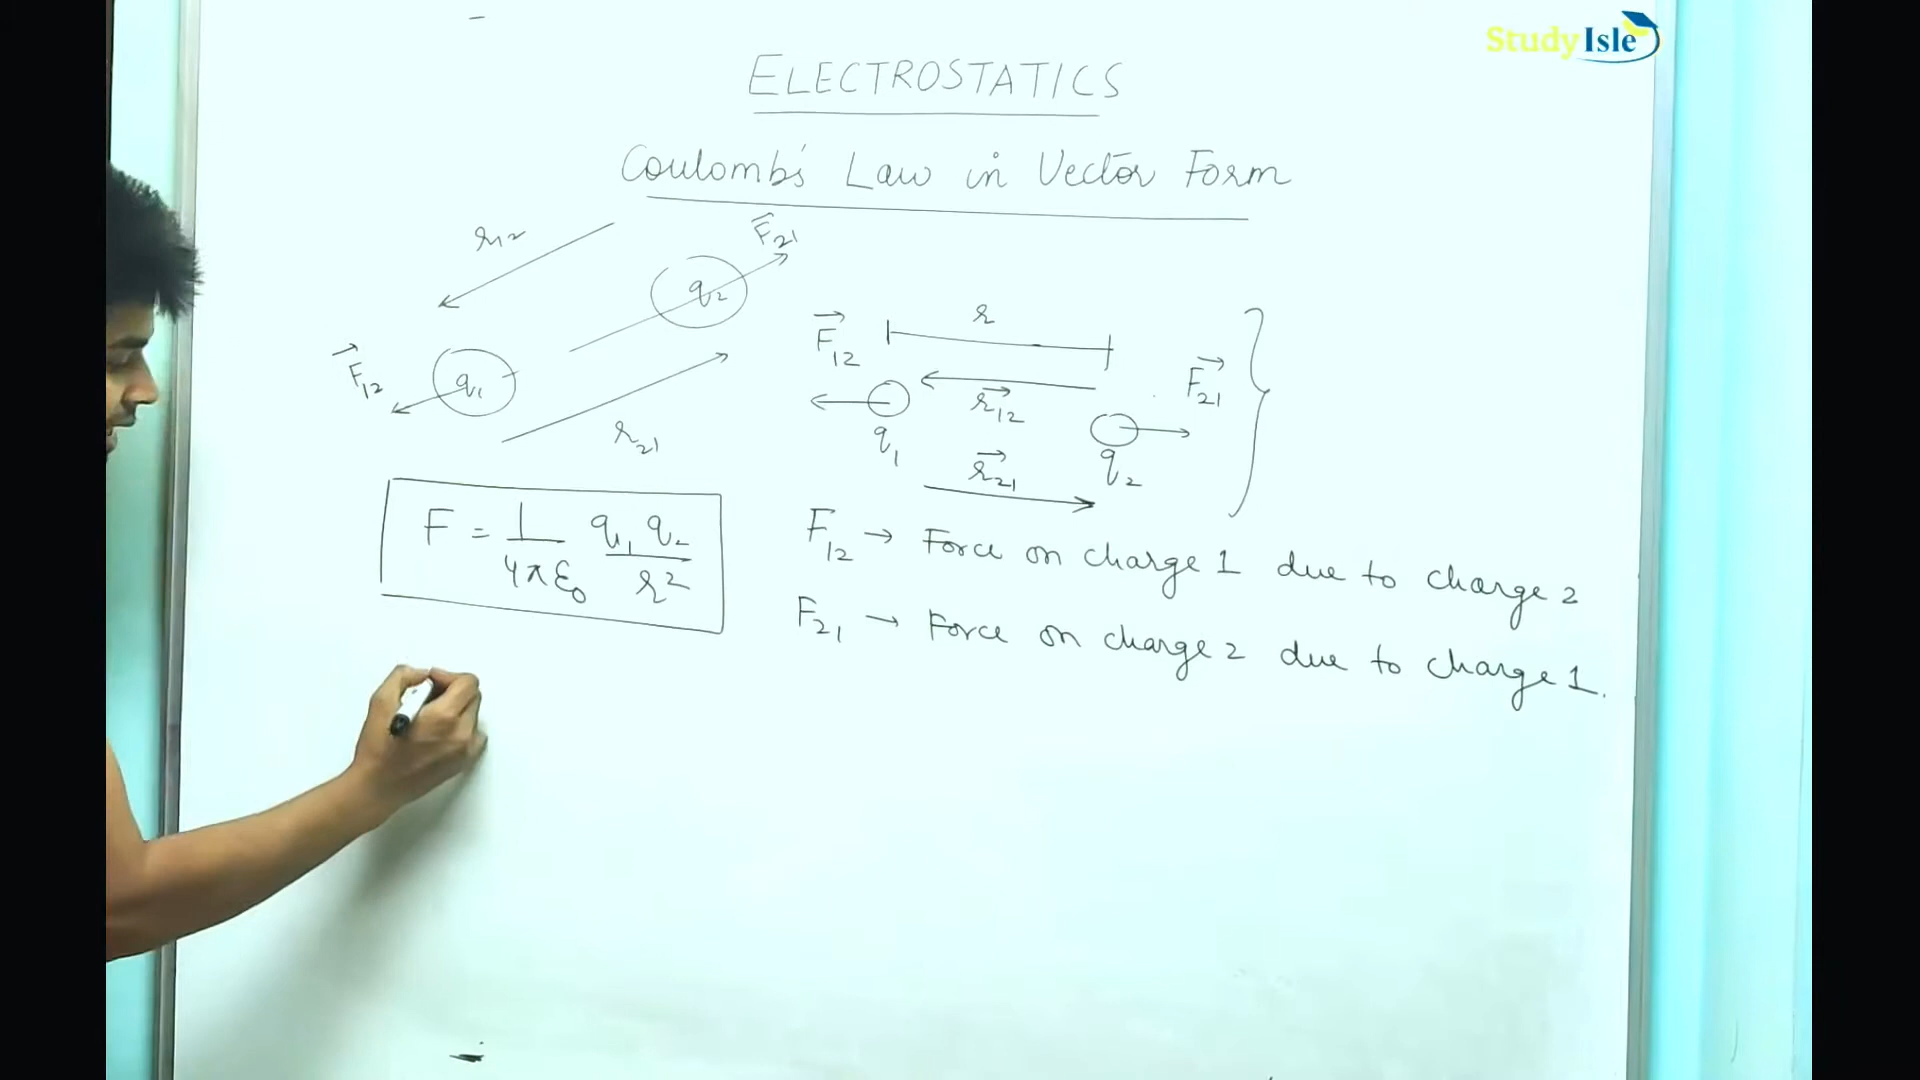 Study Isle
ELECTROSTATICS
Coulomb's Law in Vector Form
r12
F21
q2
F12
q1
r21
r
F12
r12
F21
q1
r21
q2
F = 1/4πε0 q1 q2/r²
F12 → Force on charge 1 due to charge 2
F21 → Force on charge 2 due to charge 1.